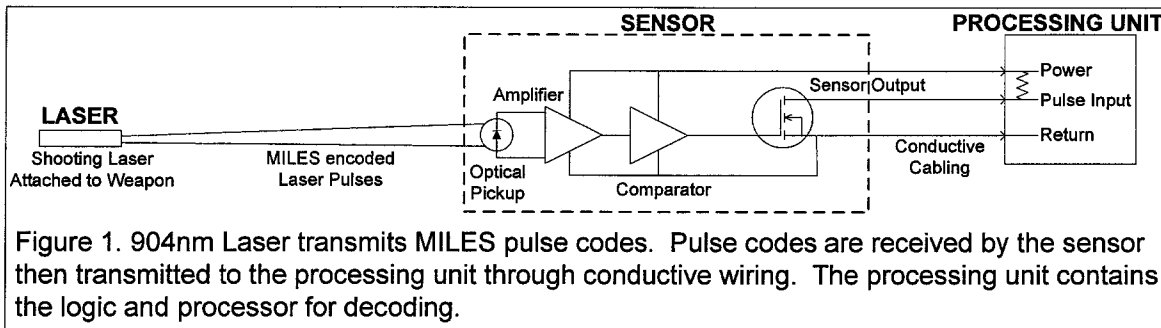 SENSOR
PROCESSING UNIT
Power
Sensor Output
Amplifier
Pulse Input
LASER
Return
Shooting Laser
Attached to Weapon
MILES encoded
Laser Pulses
Optical
Pickup
Comparator
Conductive
Cabling
Figure 1. 904nm Laser transmits MILES pulse codes. Pulse codes are received by the sensor
then transmitted to the processing unit through conductive wiring. The processing unit contains
the logic and processor for decoding.